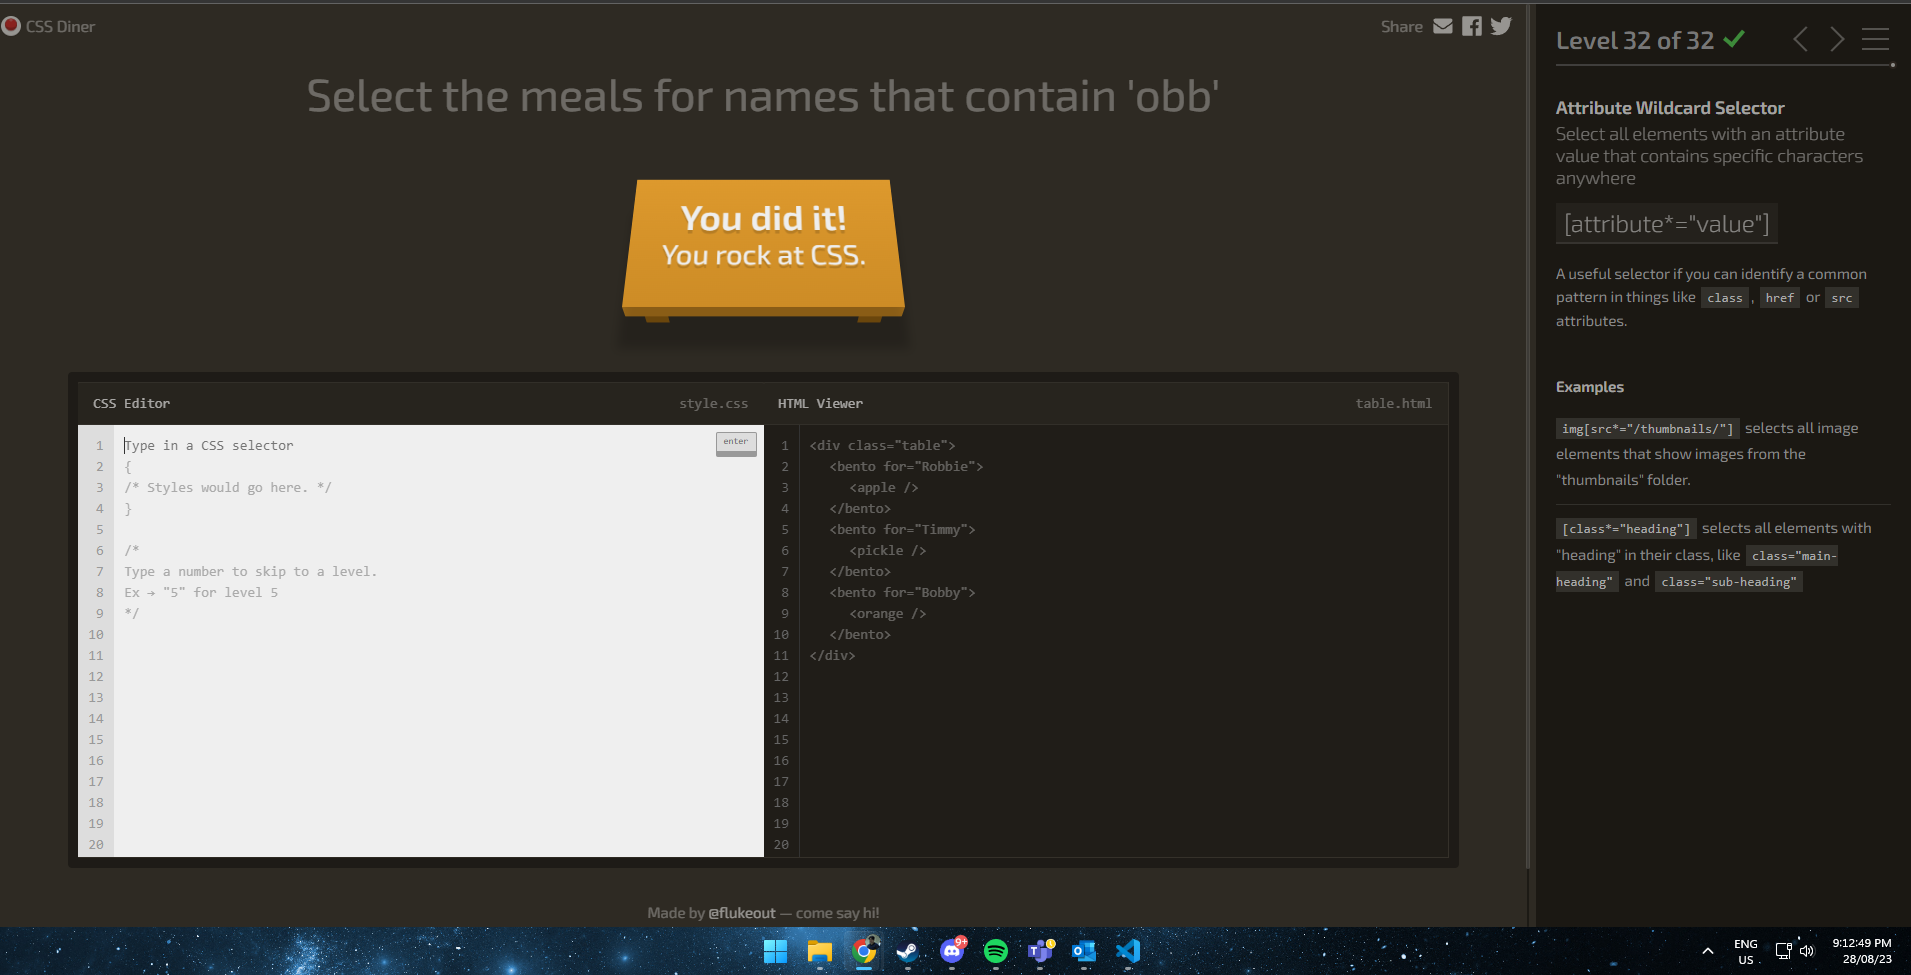 CSS Diner
Share
Select the meals for names that contain 'obb'
You did it!
You rock at CSS.
CSS Editor
style.css
HTML Viewer
table.html
1
2
3
4
5
6
7
8
9
10
11
12
13
14
15
16
17
18
19
20
Type in a CSS selector
{
/* Styles would go here. */
}
/*
Type a number to skip to a level.
Ex → "5" for level 5
*/
enter
1
2
3
4
5
6
7
8
9
10
11
12
13
14
15
16
17
18
19
20
<div class="table">
<bento for="Robbie">
<apple />
</bento>
<bento for="Timmy">
<pickle />
</bento>
<bento for="Bobby">
<orange />
</bento>
</div>
Made by @flukeout — come say hi!
Level 32 of 32
Attribute Wildcard Selector
Select all elements with an attribute
value that contains specific characters
anywhere
[attribute*="value"]
A useful selector if you can identify a common
pattern in things like class , href or src
attributes.
Examples
img[src*="/thumbnails/"] selects all image
elements that show images from the
"thumbnails" folder.
[class*="heading"] selects all elements with
"heading" in their class, like class="main-
heading" and class="sub-heading"
9+
ENG
US
9:12:49 PM
28/08/23